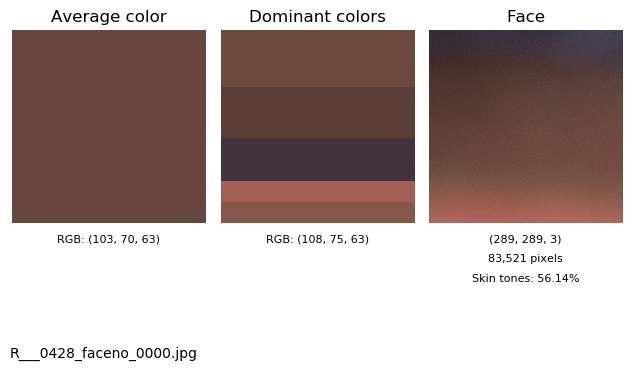 Average color
Dominant colors
Face
RGB: (103, 70, 63)
RGB: (108, 75, 63)
(289, 289, 3)
83,521 pixels
Skin tones: 56.14%
R___0428_faceno_0000.jpg